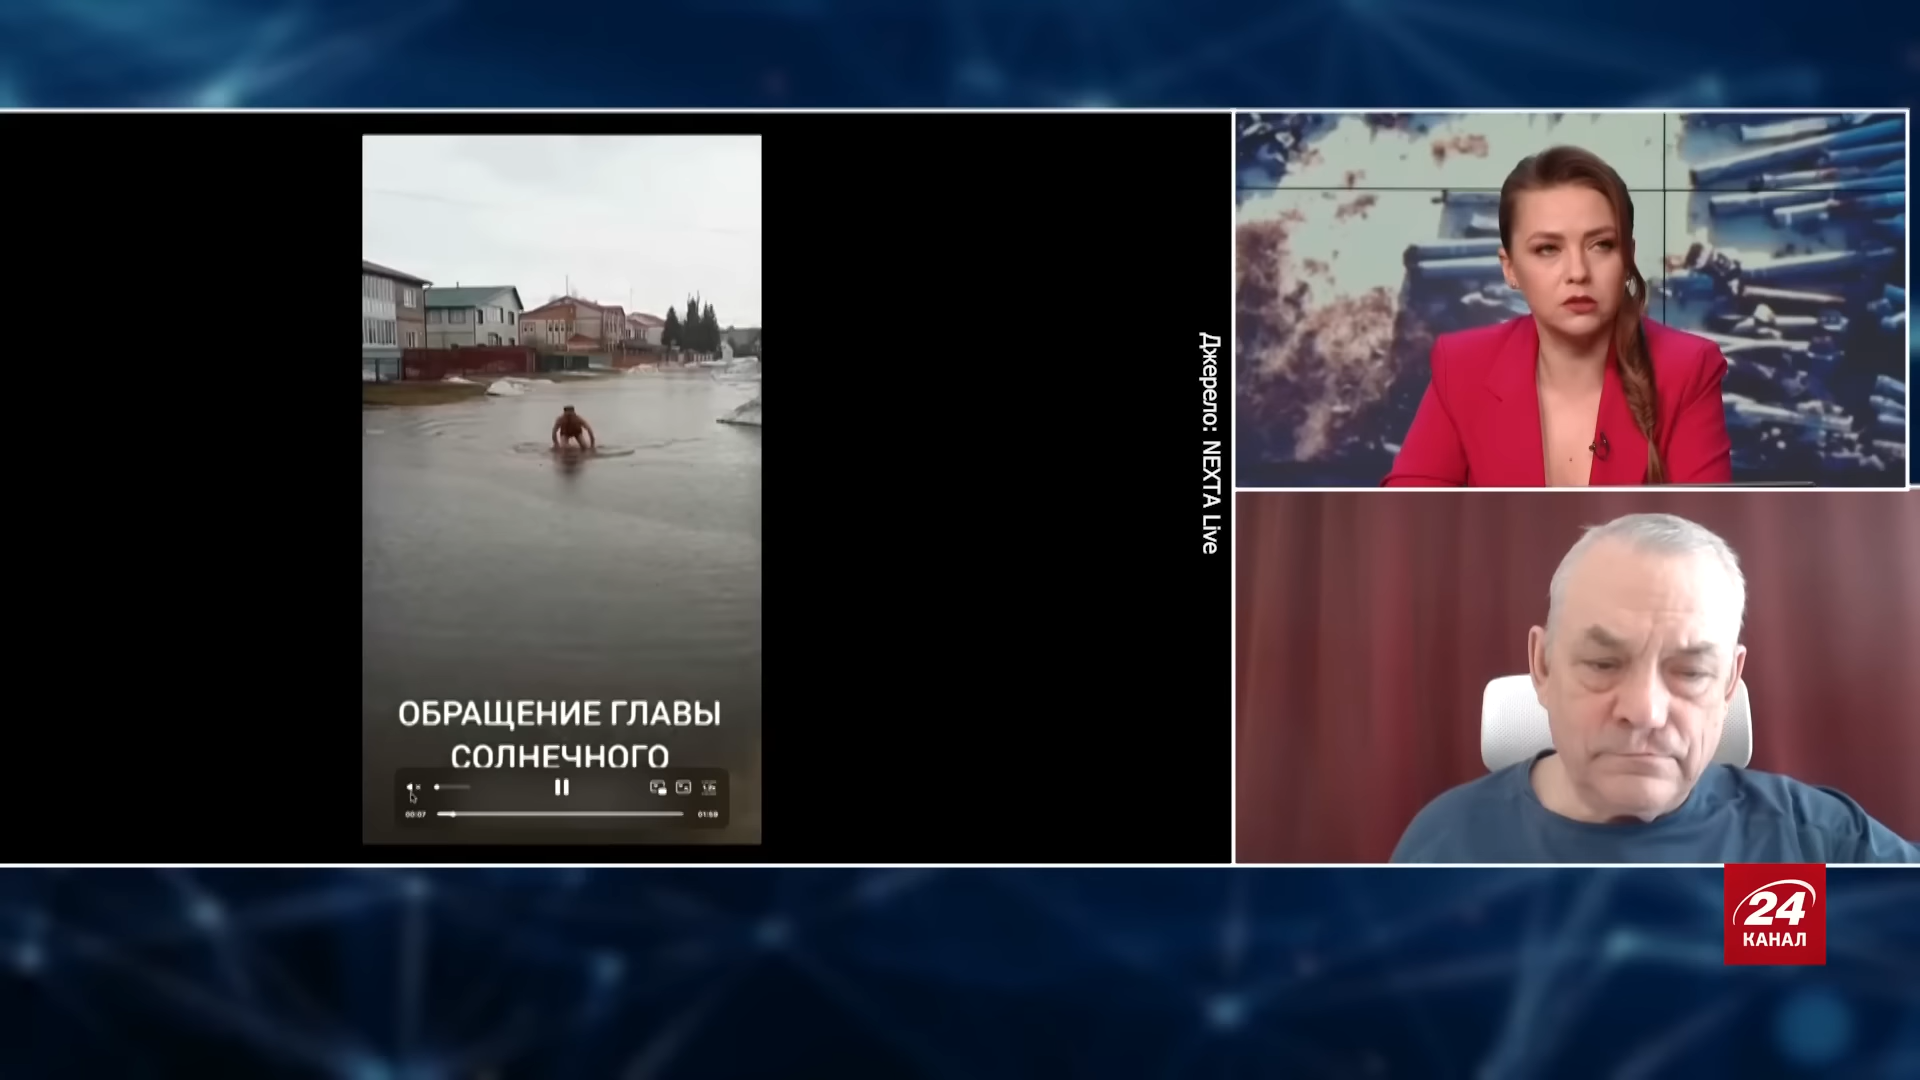 ОБРАЩЕНИЕ ГЛАВЫ
СОЛНЕЧНОГО
00:07
01:59
Джерело: NEXTA Live
24
КАНАЛ